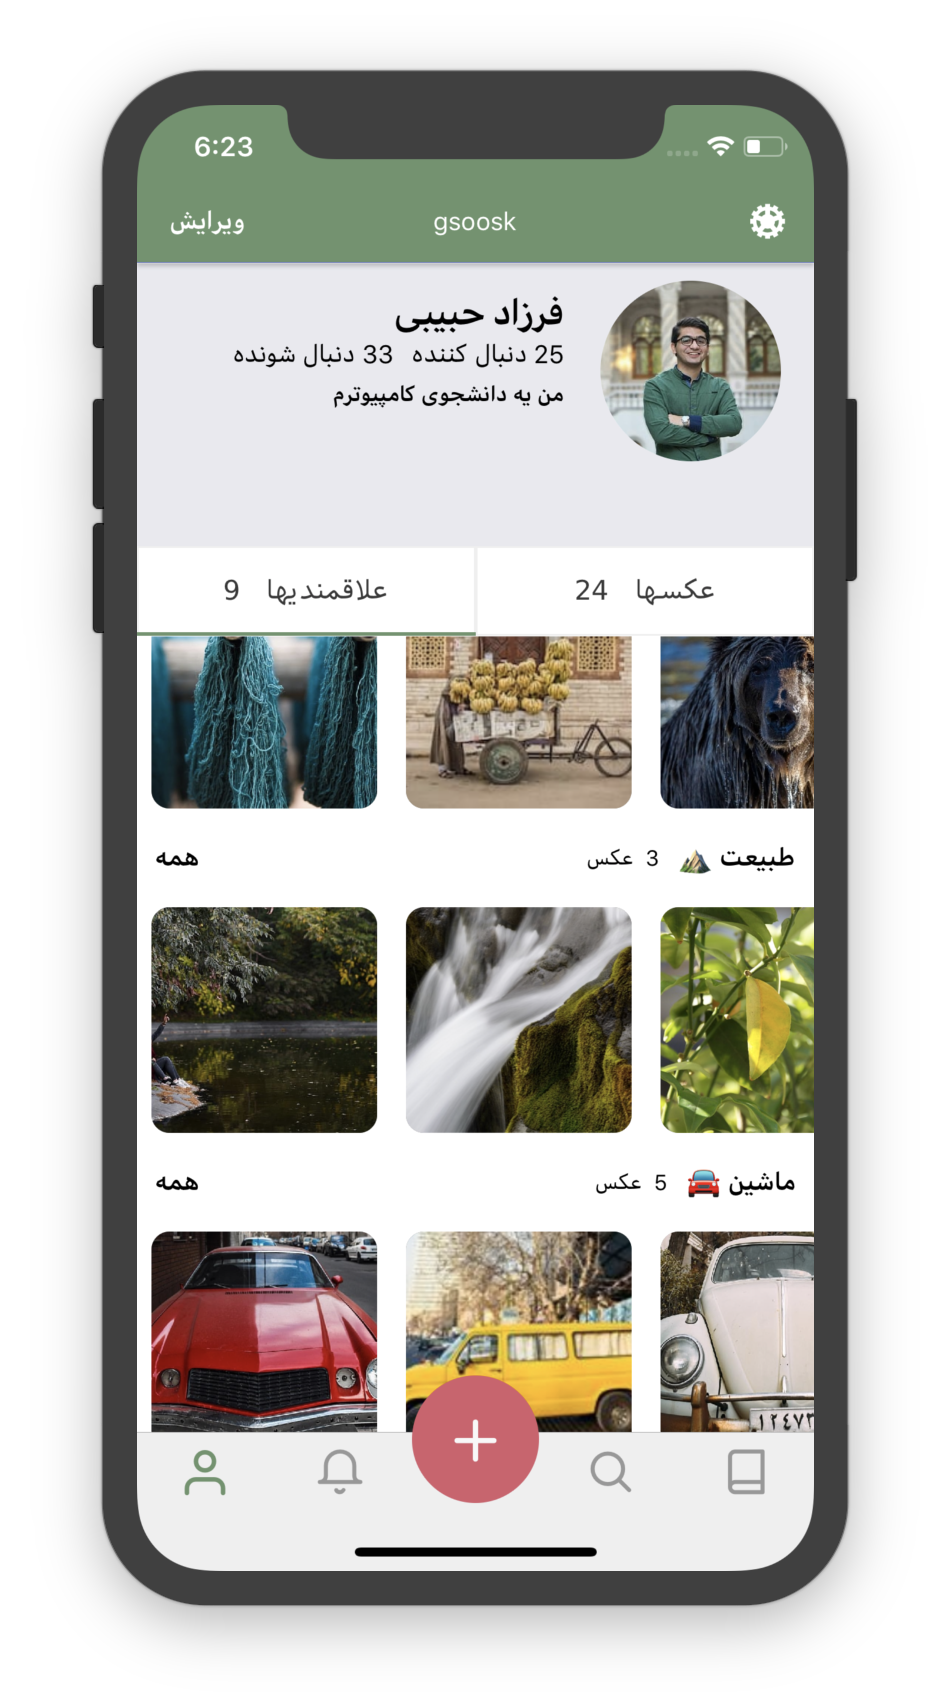 6:23
ویرایش gsoosk
فرزاد حبیبی
25 دنبال کننده 33 دنبال شونده
من یه دانشجوی کامپیوترم
عکسها 24
علاقمندیها 9
طبیعت 3 عکس همه
ماشین 5 عکس همه